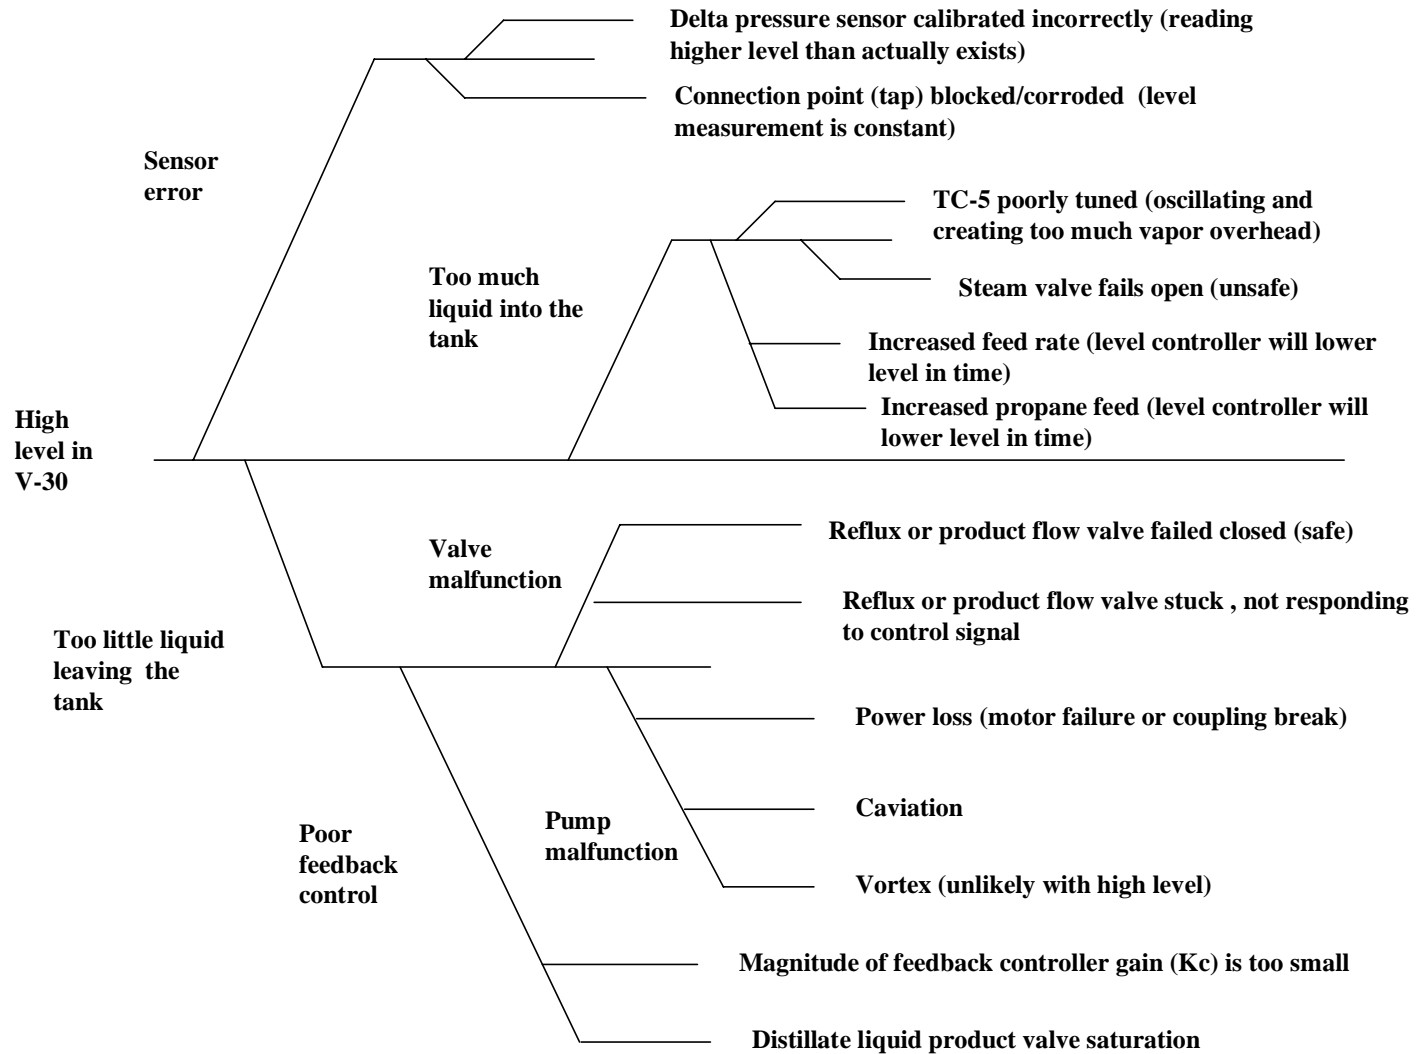 Delta pressure sensor calibrated incorrectly (reading
higher level than actually exists)
Connection point (tap) blocked/corroded (level
measurement is constant)
Sensor
error
TC-5 poorly tuned (oscillating and
creating too much vapor overhead)
Too much
liquid into the
tank
Steam valve fails open (unsafe)
Increased feed rate (level controller will lower
level in time)
Increased propane feed (level controller will
lower level in time)
High
level in
V-30
Reflux or product flow valve failed closed (safe)
Valve
malfunction
Reflux or product flow valve stuck , not responding
to control signal
Too little liquid
leaving the
tank
Power loss (motor failure or coupling break)
Caviation
Pump
malfunction
Poor
feedback
control
Vortex (unlikely with high level)
Magnitude of feedback controller gain (Kc) is too small
Distillate liquid product valve saturation